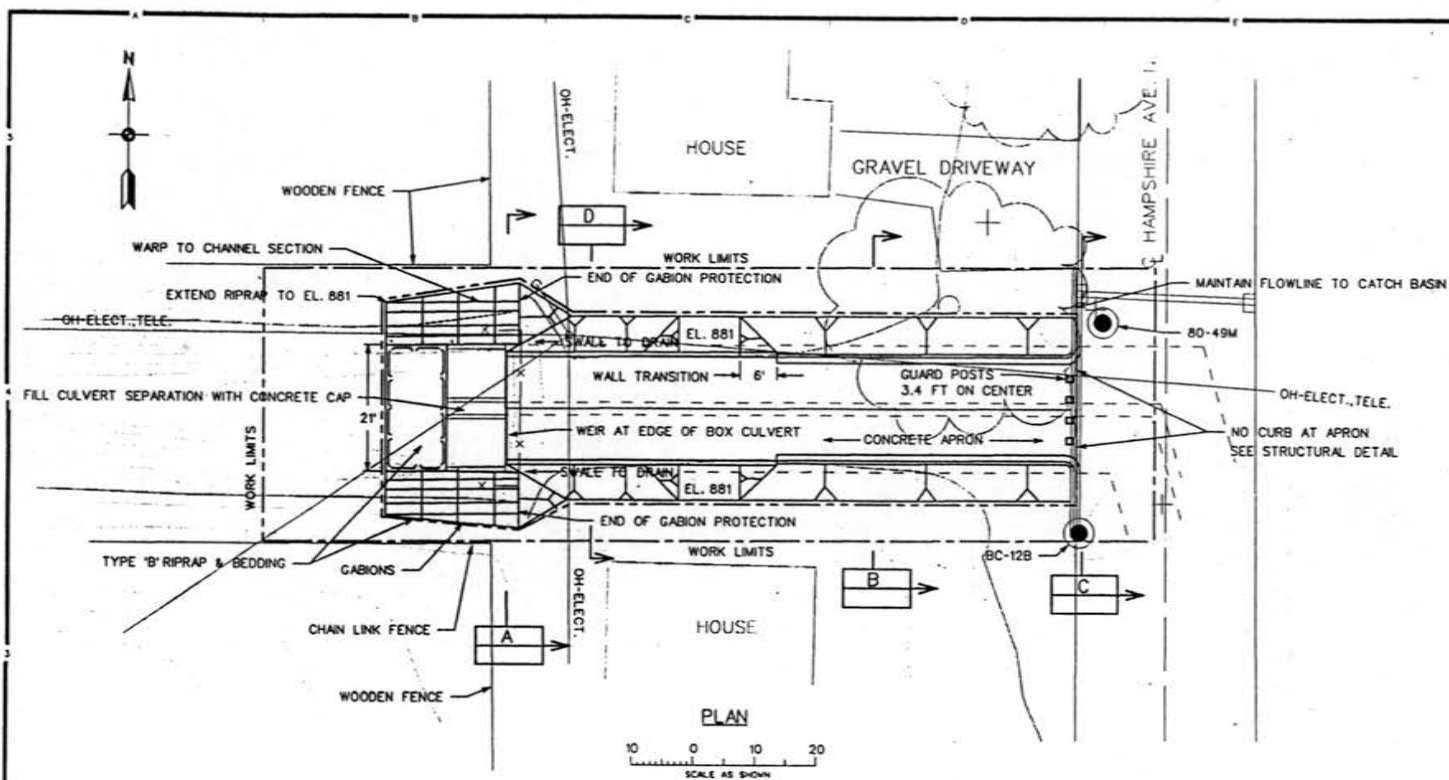 A
B
C
D
E
5
4
3
N
OH-ELECT.
HOUSE
GRAVEL DRIVEWAY
HAMPSHIRE AVE.
WOODEN FENCE
D
WARP TO CHANNEL SECTION
WORK LIMITS
END OF GABION PROTECTION
MAINTAIN FLOWLINE TO CATCH BASIN
EXTEND RIPRAP TO EL. 881
OH-ELECT.,TELE.
SWALE TO DRAIN
EL. 881
80-49M
WALL TRANSITION
6'
GUARD POSTS
3.4 FT ON CENTER
OH-ELECT.,TELE.
FILL CULVERT SEPARATION WITH CONCRETE CAP
21'
WEIR AT EDGE OF BOX CULVERT
CONCRETE APRON
NO CURB AT APRON
SEE STRUCTURAL DETAIL
WORK LIMITS
SWALE TO DRAIN
EL. 881
END OF GABION PROTECTION
WORK LIMITS
BC-12B
TYPE "B" RIPRAP & BEDDING
GABIONS
OH-ELECT.
B
C
CHAIN LINK FENCE
A
HOUSE
WOODEN FENCE
PLAN
10 0 10 20
SCALE AS SHOWN